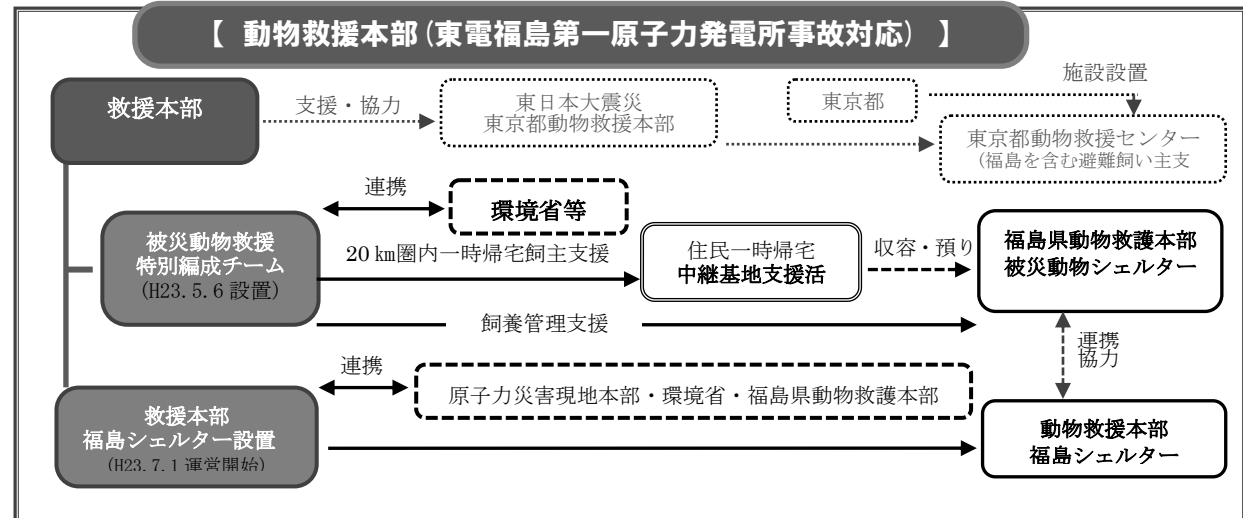 【 動物救援本部（東電福島第一原子力発電所事故対応） 】
救援本部
支援・協力
東日本大震災
東京都動物救援本部
東京都
施設設置
東京都動物救援センター
(福島を含む避難飼い主支
連携
環境省等
被災動物救援
特別編成チーム
(H23.5.6 設置)
20 ㎞圏内一時帰宅飼主支援
住民一時帰宅
中継基地支援活
収容・預り
福島県動物救護本部
被災動物シェルター
飼養管理支援
連携
協力
連携
原子力災害現地本部・環境省・福島県動物救護本部
救援本部
福島シェルター設置
(H23.7.1 運営開始)
動物救援本部
福島シェルター